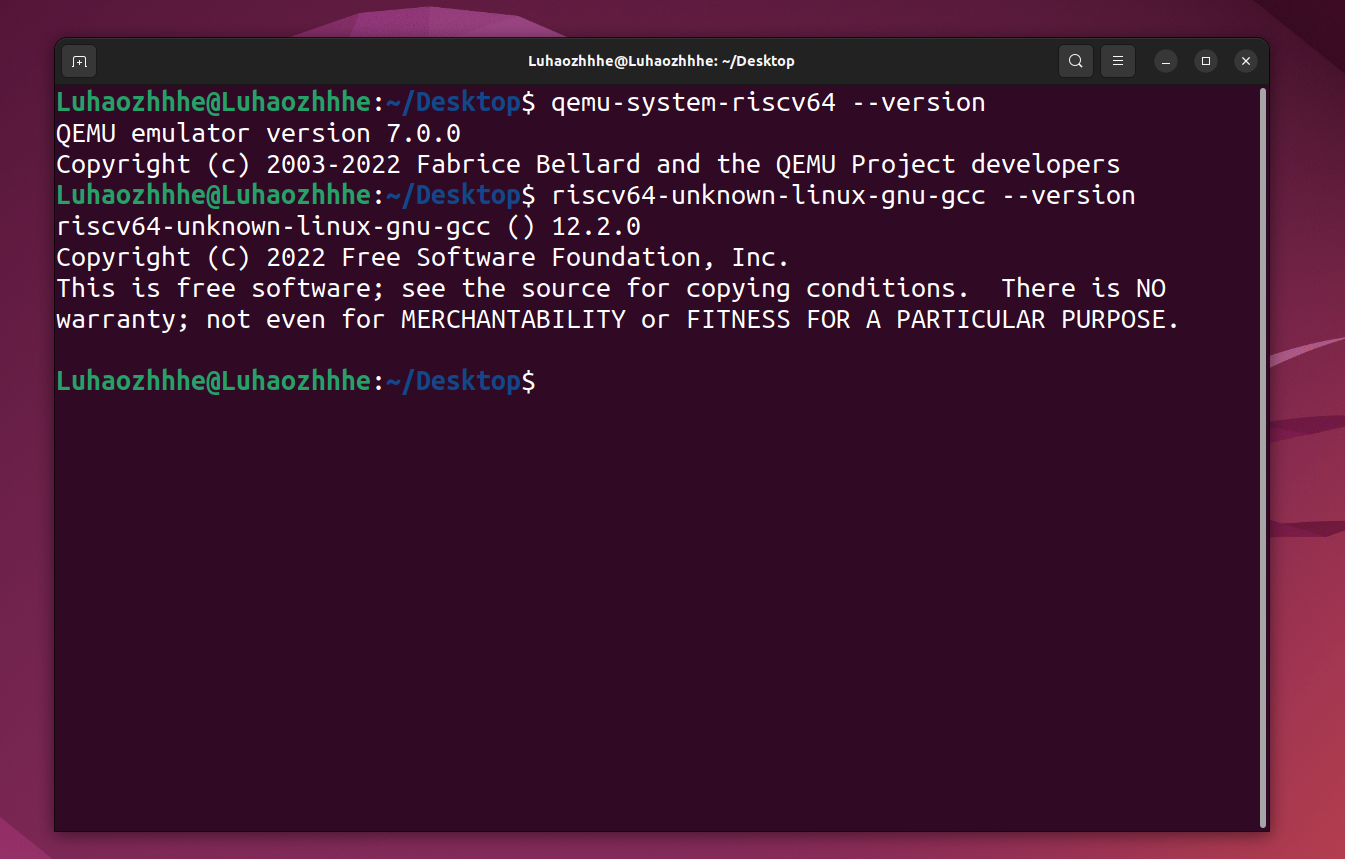 Luhaozhhhe@Luhaozhhhe: ~/Desktop
Luhaozhhhe@Luhaozhhhe:~/Desktop$ qemu-system-riscv64 --version
QEMU emulator version 7.0.0
Copyright (c) 2003-2022 Fabrice Bellard and the QEMU Project developers
Luhaozhhhe@Luhaozhhhe:~/Desktop$ riscv64-unknown-linux-gnu-gcc --version
riscv64-unknown-linux-gnu-gcc () 12.2.0
Copyright (C) 2022 Free Software Foundation, Inc.
This is free software; see the source for copying conditions.  There is NO
warranty; not even for MERCHANTABILITY or FITNESS FOR A PARTICULAR PURPOSE.
Luhaozhhhe@Luhaozhhhe:~/Desktop$